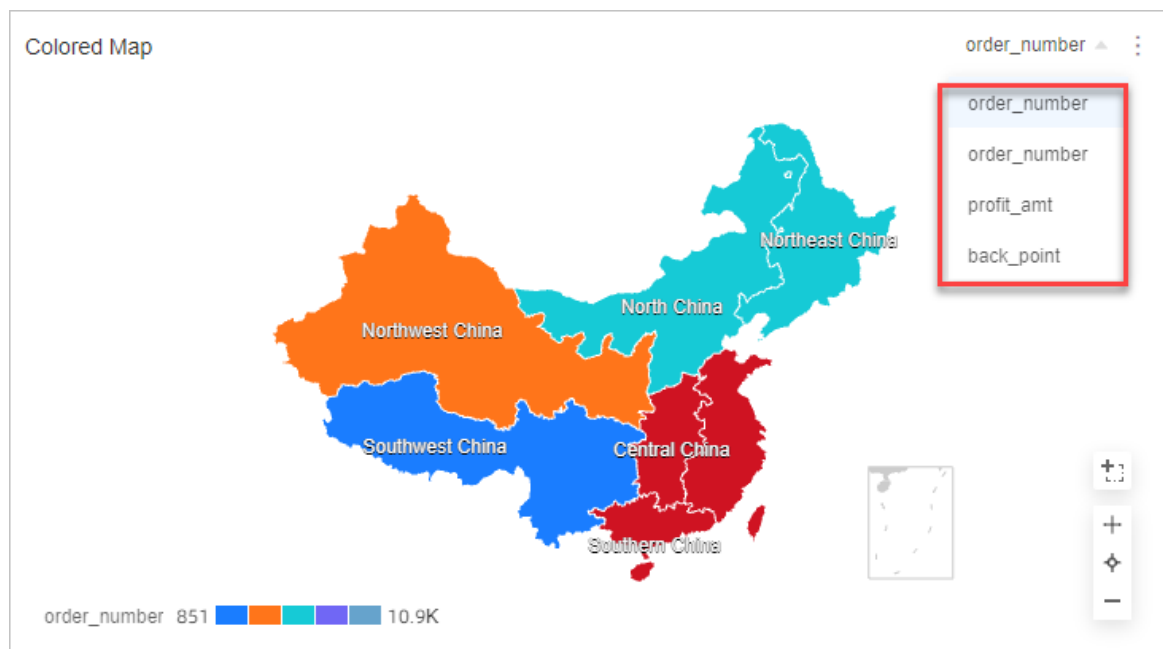 Colored Map
order_number
order_number
order_number
profit_amt
back_point
Northeast China
North China
Northwest China
Southwest China
Central China
Southern China
order_number 851 10.9K